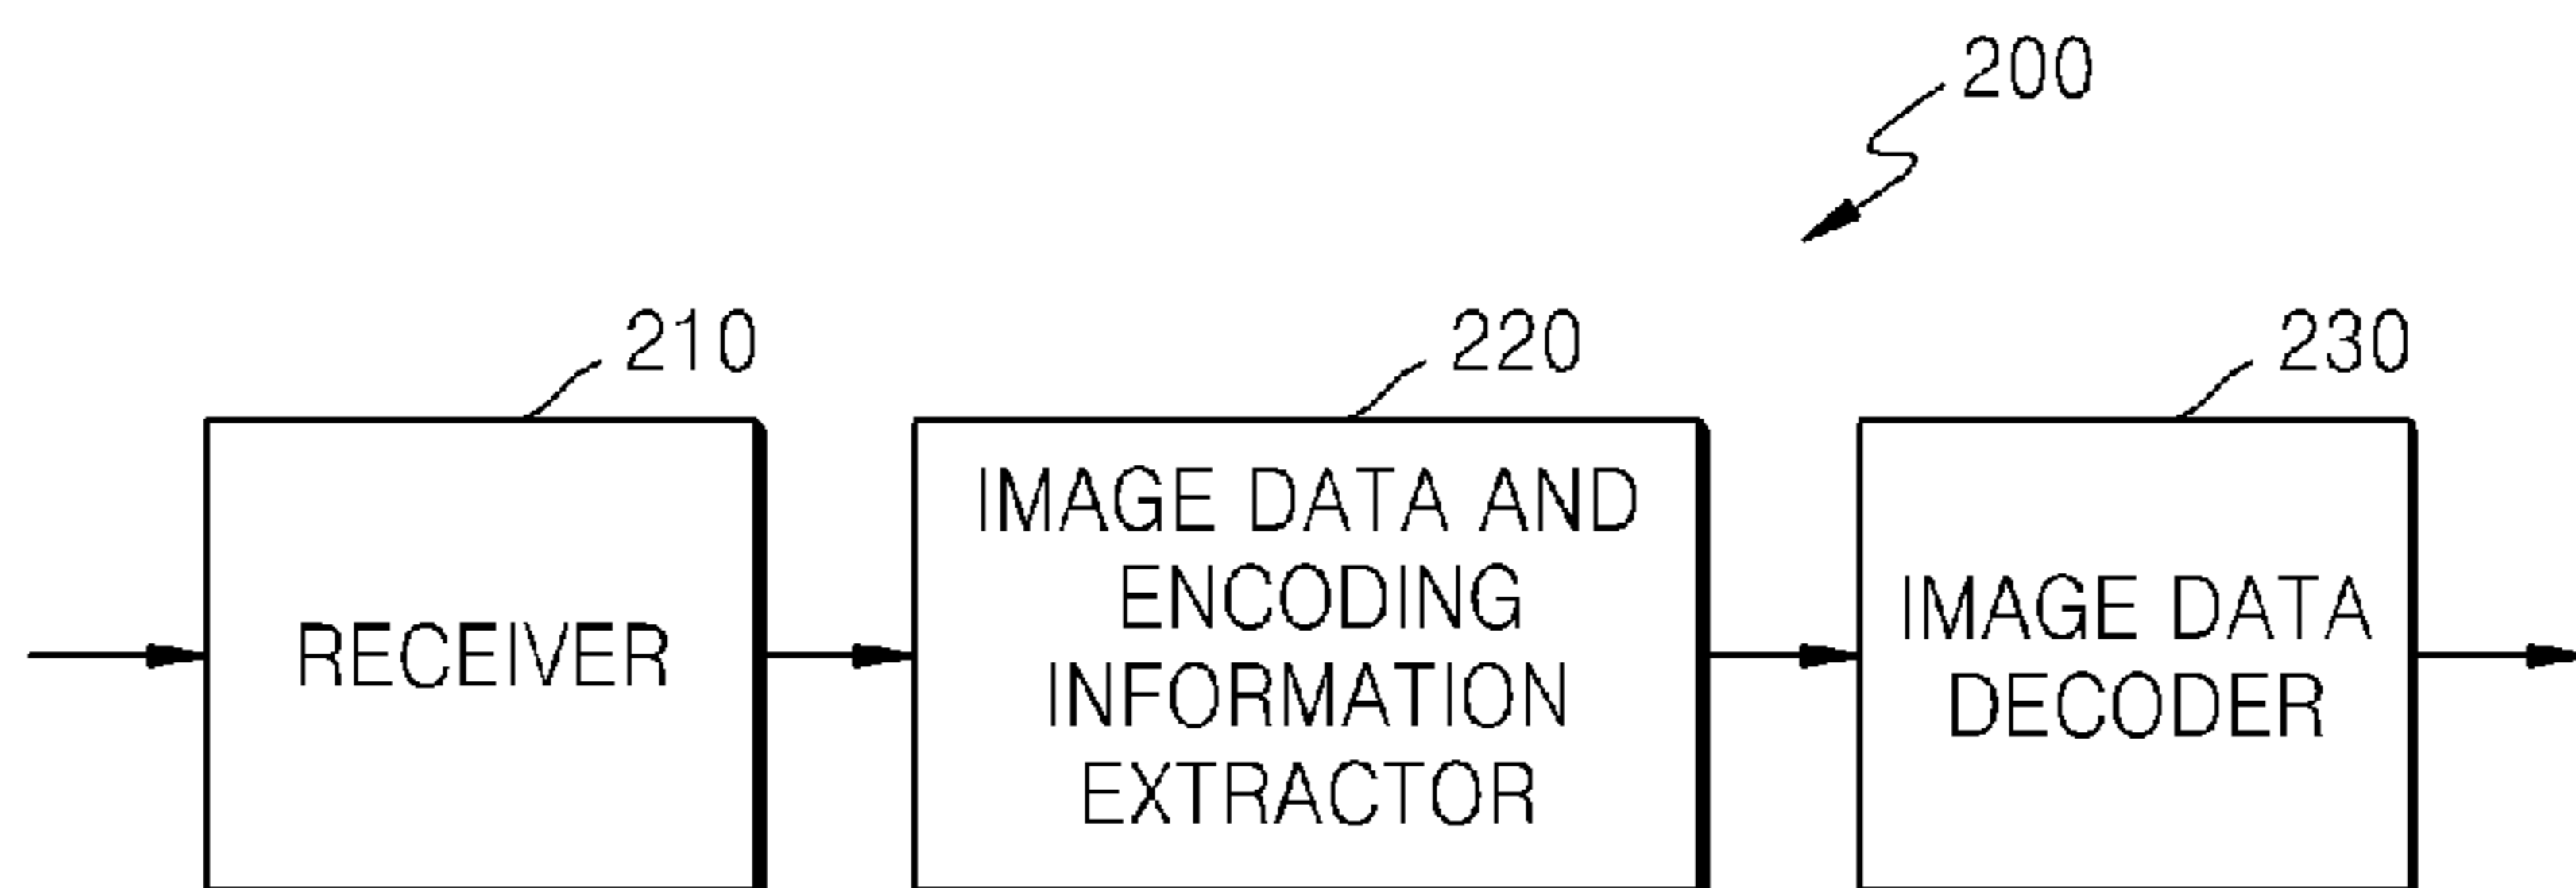 200
210
220
230
RECEIVER
IMAGE DATA AND
ENCODING
INFORMATION
EXTRACTOR
IMAGE DATA
DECODER